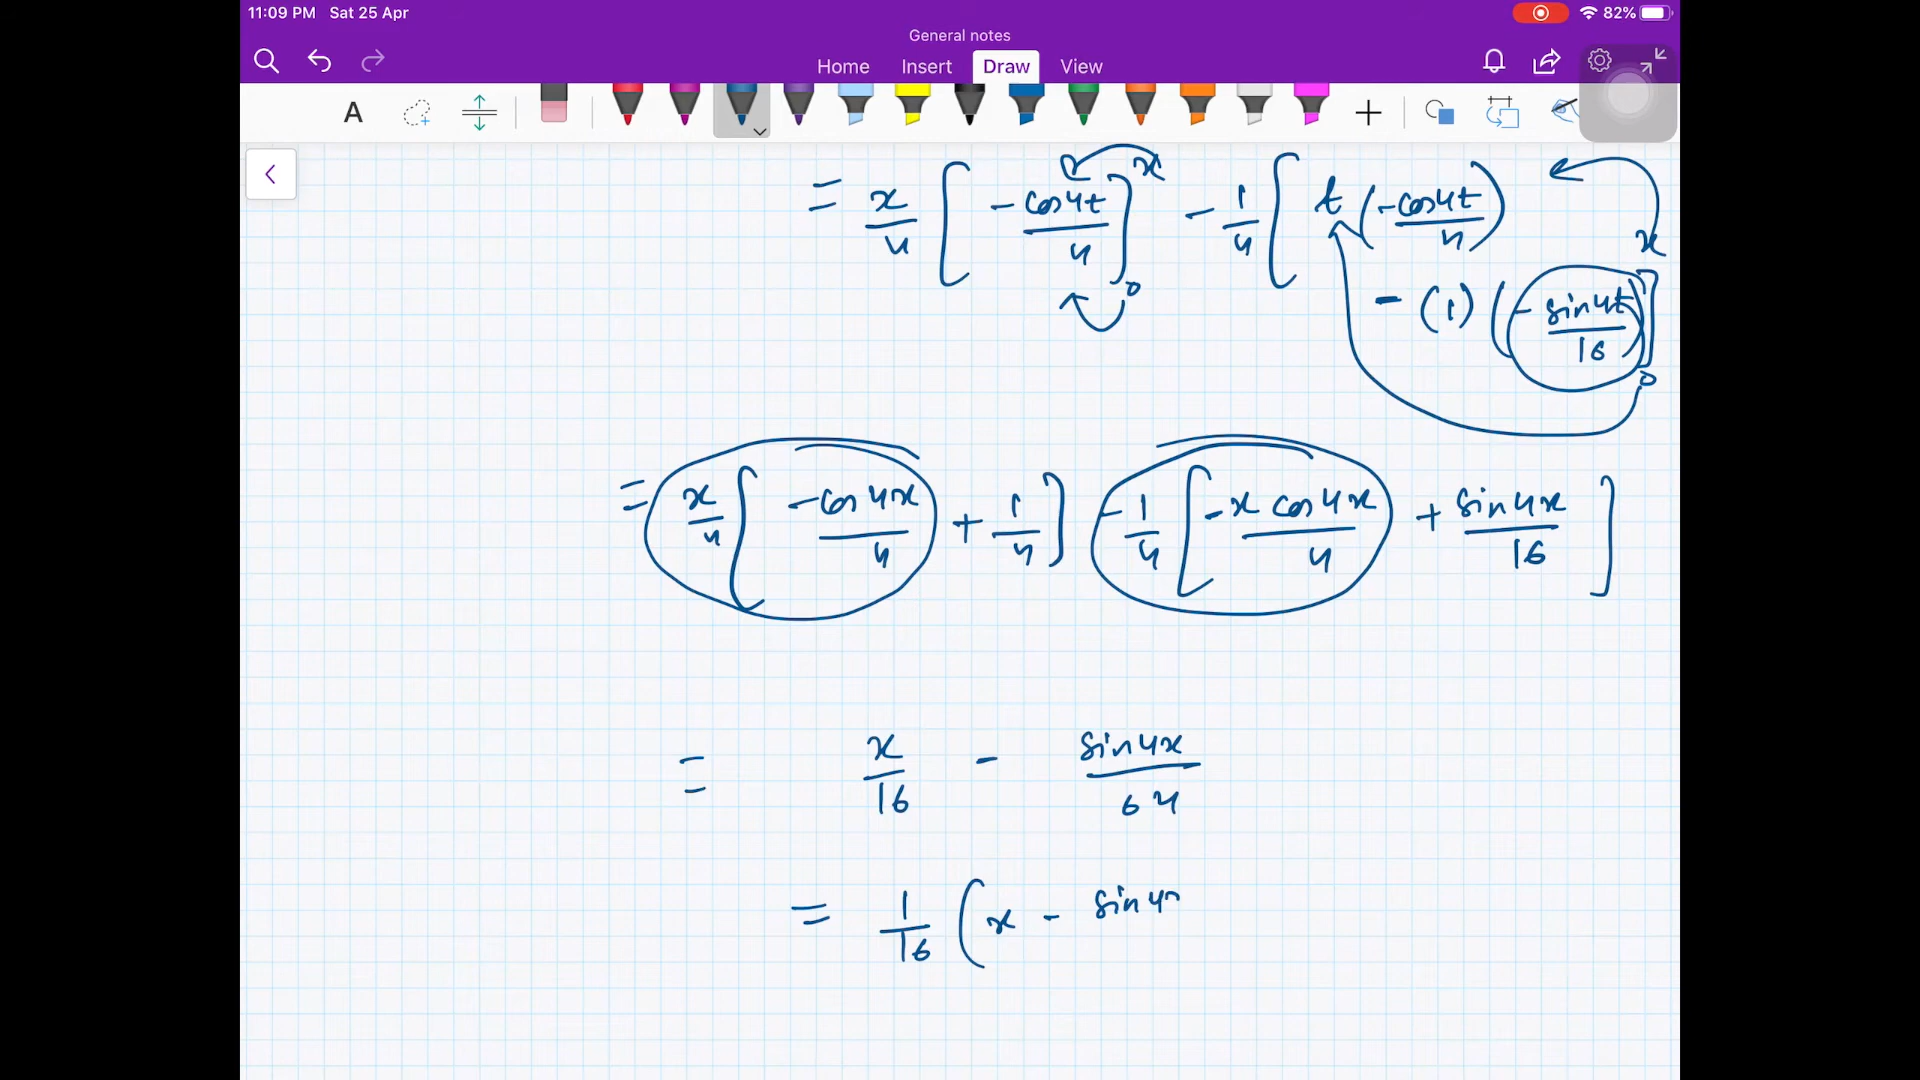 11:09 PM Sat 25 Apr 82%
General notes
Home Insert Draw View
A
= x/4 [ -cos4t/4 ]₀ˣ - 1/4 [ t (-cos4t/4)
- (1) (-sin4t/16) ]₀ˣ
= x/4 [ -cos4x/4 + 1/4 ] - 1/4 [ -x cos4x/4 + sin4x/16 ]
= x/16 - sin4x/64
= 1/16 ( x - sin4